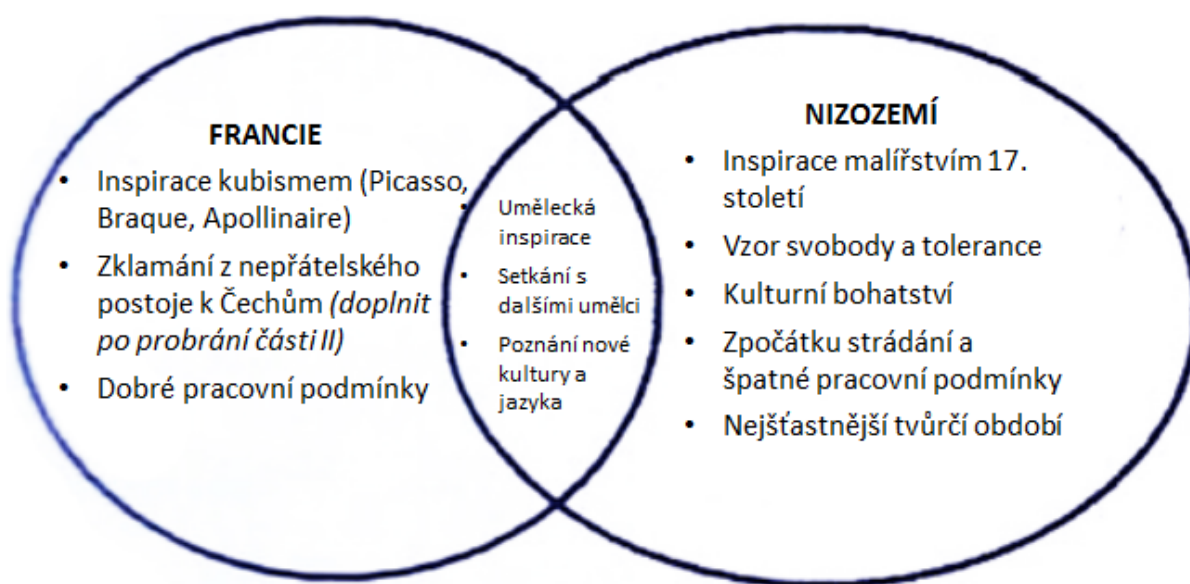 FRANCIE
• Inspirace kubismem (Picasso,
Braque, Apollinaire)
• Zklamání z nepřátelského
postoje k Čechům (doplnit
po probrání části II)
• Dobré pracovní podmínky
• Umělecká
inspirace
• Setkání s
dalšími umělci
• Poznání nové
kultury a
jazyka
NIZOZEMÍ
• Inspirace malířstvím 17.
století
• Vzor svobody a tolerance
• Kulturní bohatství
• Zpočátku strádání a
špatné pracovní podmínky
• Nejšťastnější tvůrčí období